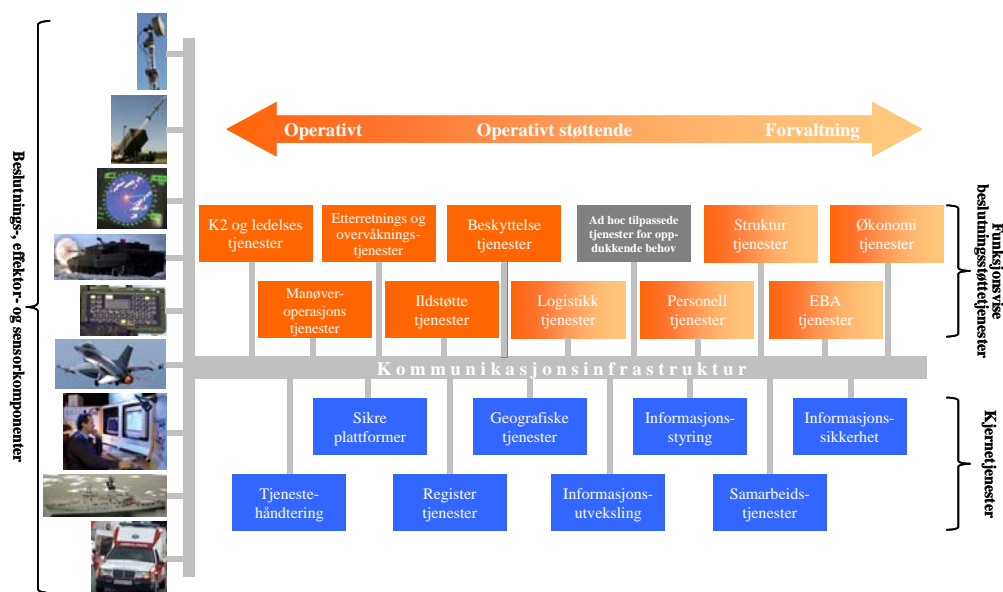 Beslutnings-, effektor- og sensorkomponenter
Operativt
Operativt støttende
Forvaltning
K2 og ledelses
tjenester
Etterretnings og
overvåknings-
tjenester
Beskyttelse
tjenester
Ad hoc tilpassede
tjenester for opp-
dukkende behov
Struktur
tjenester
Økonomi
tjenester
Manøver-
operasjons
tjenester
Ildstøtte
tjenester
Logistikk
tjenester
Personell
tjenester
EBA
tjenester
Funksjonsvise
beslutningsstøttetjenester
Kommunikasjonsinfrastruktur
Sikre
plattformer
Geografiske
tjenester
Informasjons-
styring
Informasjons-
sikkerhet
Tjeneste-
håndtering
Register
tjenester
Informasjons-
utveksling
Samarbeids-
tjenester
Kjernetjenester